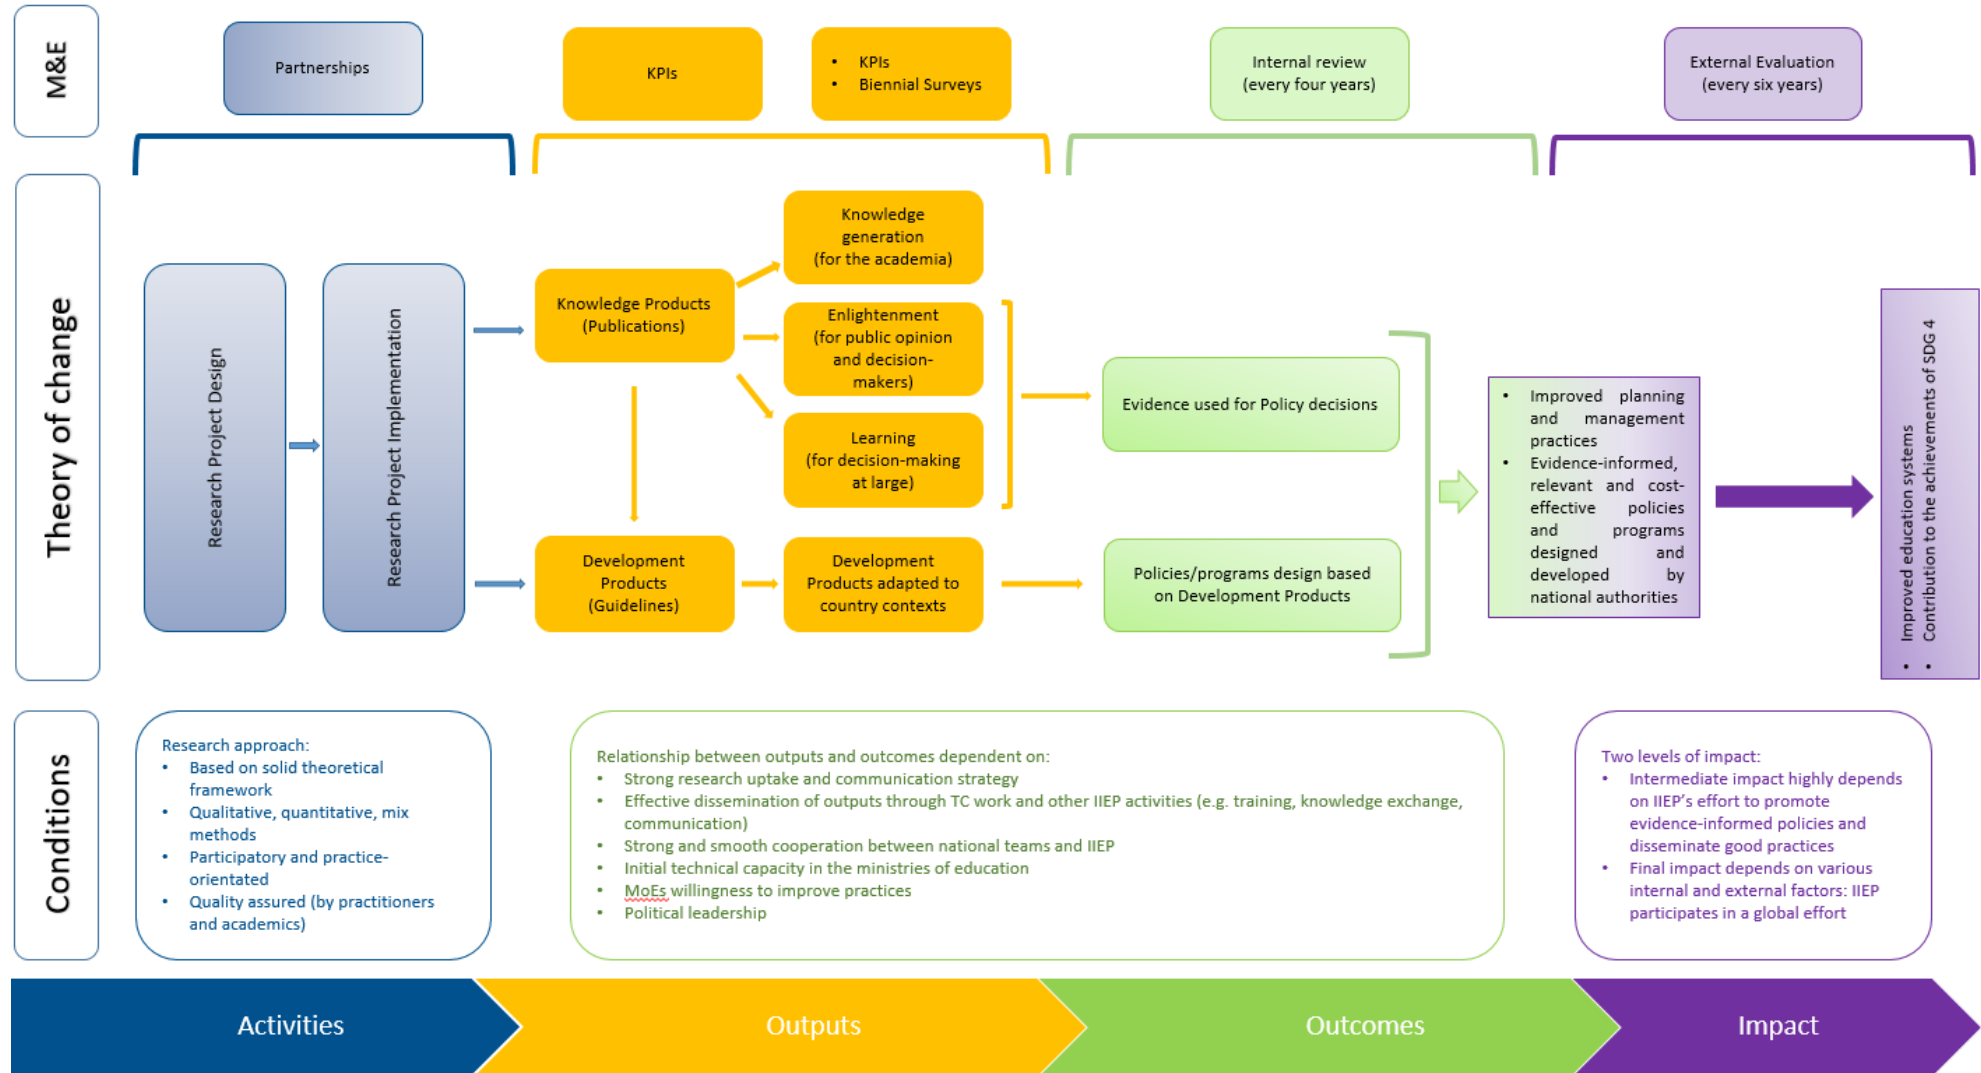 M&E
Partnerships
KPIs
• KPIs
• Biennial Surveys
Internal review
(every four years)
External Evaluation
(every six years)
Theory of change
Research Project Design
Research Project Implementation
Knowledge Products
(Publications)
Knowledge
generation
(for the academia)
Enlightenment
(for public opinion
and decision-
makers)
Learning
(for decision-making
at large)
Development
Products
(Guidelines)
Development
Products adapted to
country contexts
Evidence used for Policy decisions
Policies/programs design based
on Development Products
• Improved planning
and management
practices
• Evidence-informed,
relevant and cost-
effective policies
and programs
designed and
developed by
national authorities
• Improved education systems
• Contribution to the achievements of SDG 4
Conditions
Research approach:
• Based on solid theoretical
framework
• Qualitative, quantitative, mix
methods
• Participatory and practice-
orientated
• Quality assured (by practitioners
and academics)
Relationship between outputs and outcomes dependent on:
• Strong research uptake and communication strategy
• Effective dissemination of outputs through TC work and other IIEP activities (e.g. training, knowledge exchange,
communication)
• Strong and smooth cooperation between national teams and IIEP
• Initial technical capacity in the ministries of education
• MoEs willingness to improve practices
• Political leadership
Two levels of impact:
• Intermediate impact highly depends
on IIEP’s effort to promote
evidence-informed policies and
disseminate good practices
• Final impact depends on various
internal and external factors: IIEP
participates in a global effort
Activities
Outputs
Outcomes
Impact